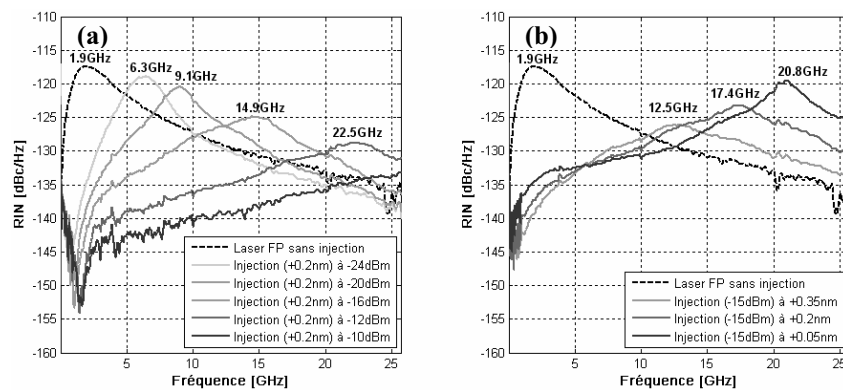 (a)
1.9GHz
6.3GHz
9.1GHz
14.9GHz
22.5GHz
-110
-115
-120
-125
-130
-135
-140
-145
-150
-155
-160
RIN [dBc/Hz]
5
10
15
20
25
Fréquence [GHz]
Laser FP sans injection
Injection (+0.2nm) à -24dBm
Injection (+0.2nm) à -20dBm
Injection (+0.2nm) à -16dBm
Injection (+0.2nm) à -12dBm
Injection (+0.2nm) à -10dBm
(b)
1.9GHz
12.5GHz
17.4GHz
20.8GHz
-110
-115
-120
-125
-130
-135
-140
-145
-150
-155
-160
RIN [dBc/Hz]
5
10
15
20
25
Fréquence [GHz]
Laser FP sans injection
Injection (-15dBm) à +0.35nm
Injection (-15dBm) à +0.2nm
Injection (-15dBm) à +0.05nm